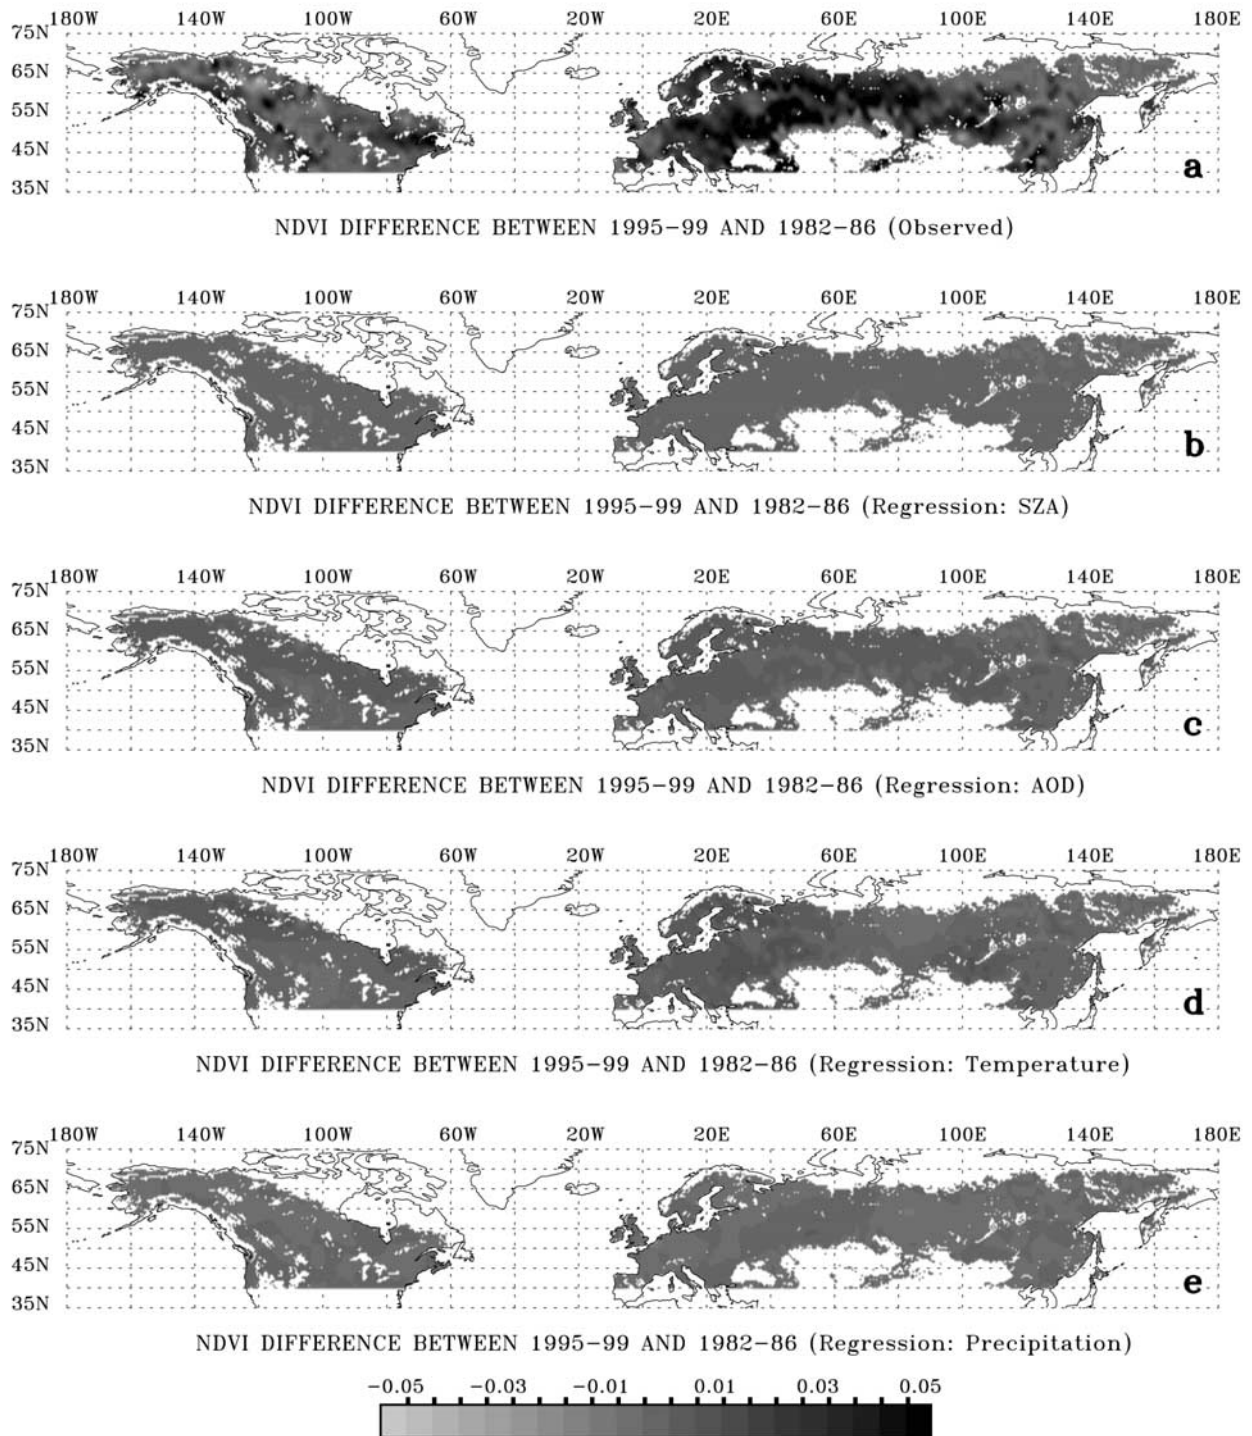 180W 140W 100W 60W 20W 20E 60E 100E 140E 180E
75N
65N
55N
45N
35N
a
NDVI DIFFERENCE BETWEEN 1995-99 AND 1982-86 (Observed)
180W 140W 100W 60W 20W 20E 60E 100E 140E 180E
75N
65N
55N
45N
35N
b
NDVI DIFFERENCE BETWEEN 1995-99 AND 1982-86 (Regression: SZA)
180W 140W 100W 60W 20W 20E 60E 100E 140E 180E
75N
65N
55N
45N
35N
c
NDVI DIFFERENCE BETWEEN 1995-99 AND 1982-86 (Regression: AOD)
180W 140W 100W 60W 20W 20E 60E 100E 140E 180E
75N
65N
55N
45N
35N
d
NDVI DIFFERENCE BETWEEN 1995-99 AND 1982-86 (Regression: Temperature)
180W 140W 100W 60W 20W 20E 60E 100E 140E 180E
75N
65N
55N
45N
35N
e
NDVI DIFFERENCE BETWEEN 1995-99 AND 1982-86 (Regression: Precipitation)
-0.05 -0.03 -0.01 0.01 0.03 0.05